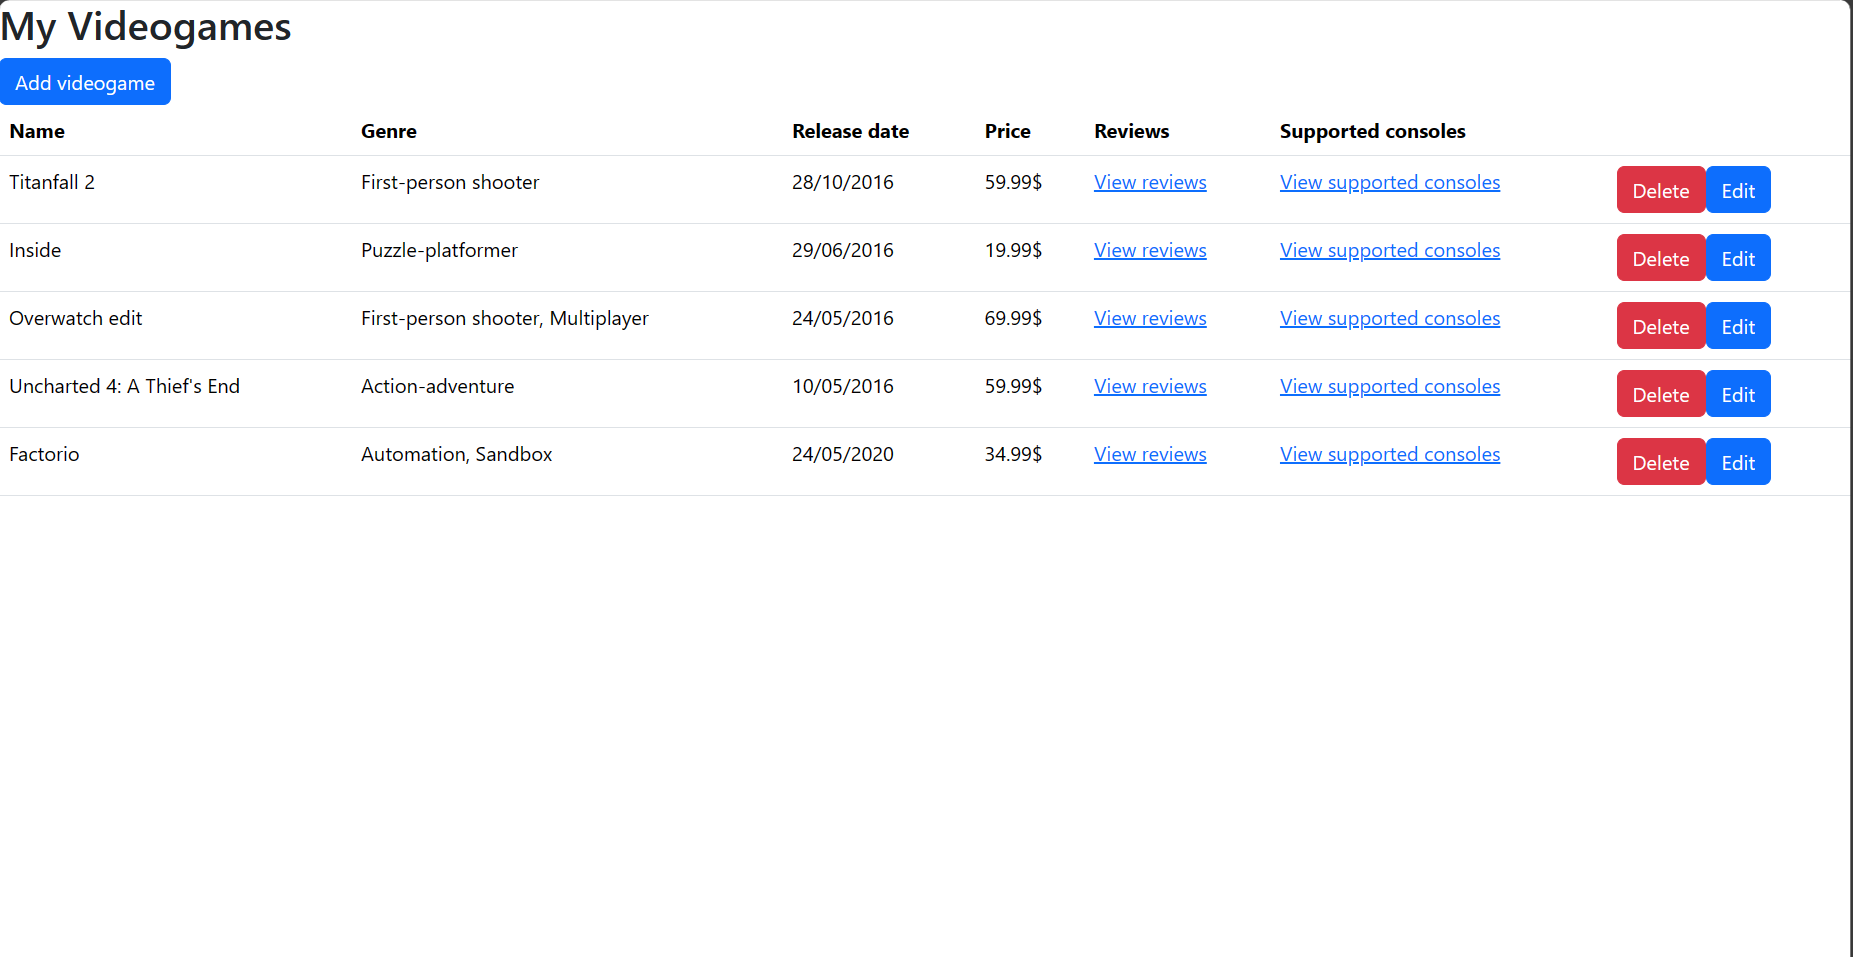 My Videogames
Add videogame
Name Genre Release date Price Reviews Supported consoles
Titanfall 2 First-person shooter 28/10/2016 59.99$ View reviews View supported consoles Delete Edit
Inside Puzzle-platformer 29/06/2016 19.99$ View reviews View supported consoles Delete Edit
Overwatch edit First-person shooter, Multiplayer 24/05/2016 69.99$ View reviews View supported consoles Delete Edit
Uncharted 4: A Thief's End Action-adventure 10/05/2016 59.99$ View reviews View supported consoles Delete Edit
Factorio Automation, Sandbox 24/05/2020 34.99$ View reviews View supported consoles Delete Edit